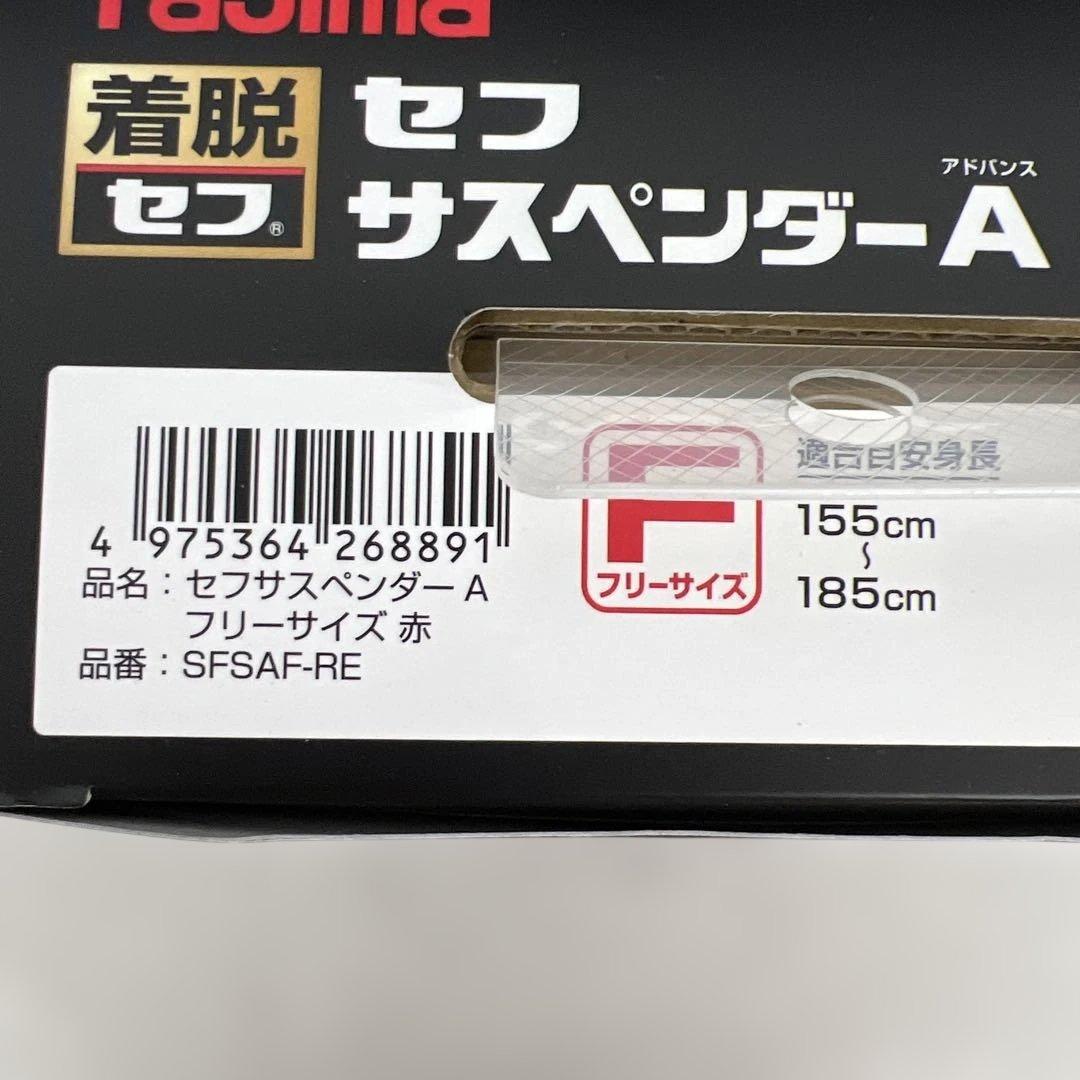 Tajima
着脱
セフ®
セフ
アドバンス
サスペンダーA
4 975364 268891
品名：セフサスペンダー A
フリーサイズ 赤
品番：SFSAF-RE
F
フリーサイズ
適合目安身長
155cm
～
185cm